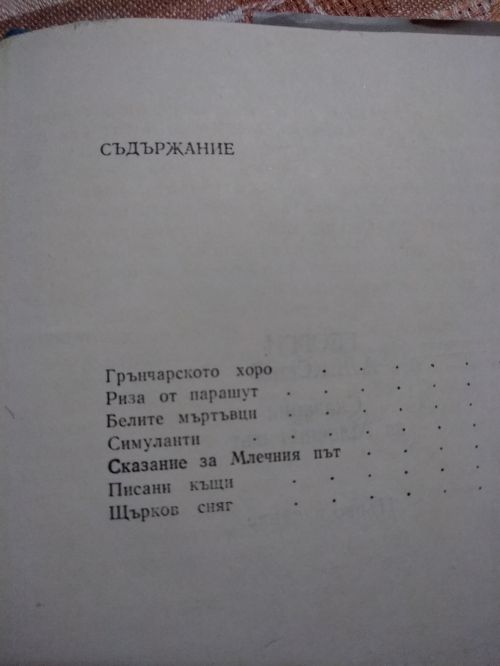 СЪДЪРЖАНИЕ
Грънчарското хоро . . . . .
Риза от парашут . . . . . .
Белите мъртъвци . . . . . .
Симуланти . . . . . . .
Сказание за Млечния път . . . .
Писани къщи . . . . . .
Щърков сняг . . . . . .